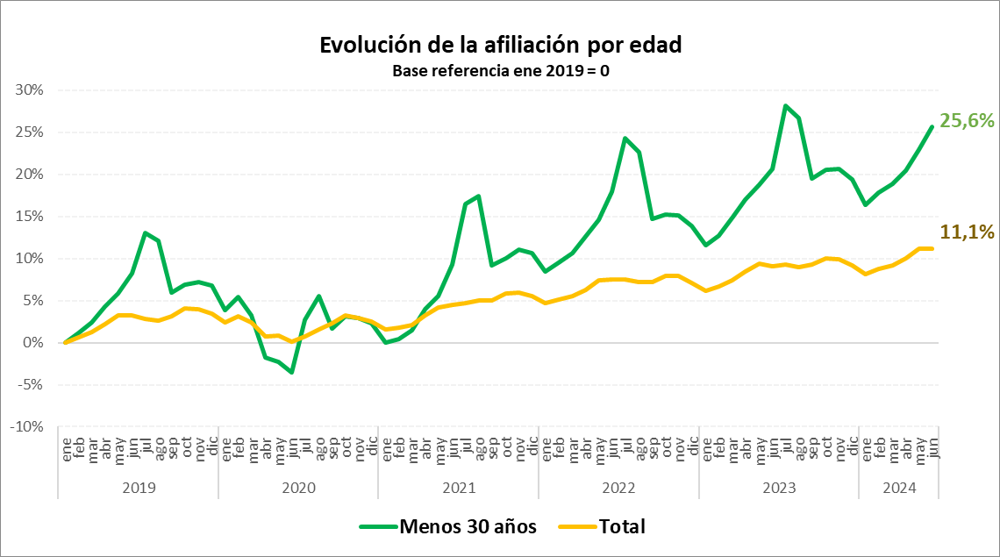 Evolución de la afiliación por edad
Base referencia ene 2019 = 0
30%
25%
20%
15%
10%
5%
0%
-5%
-10%
25,6%
11,1%
ene feb mar abr may jun jul ago sep oct nov dic ene feb mar abr may jun jul ago sep oct nov dic ene feb mar abr may jun jul ago sep oct nov dic ene feb mar abr may jun jul ago sep oct nov dic ene feb mar abr may jun jul ago sep oct nov dic ene feb mar abr may jun
2019 2020 2021 2022 2023 2024
Menos 30 años Total